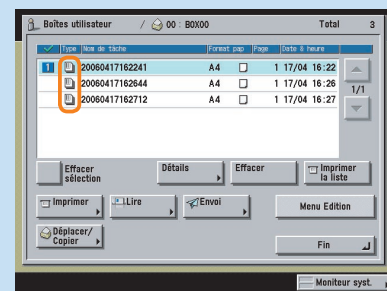 Boîtes utilisateur / 00 : BOX00 Total 3
Type Nom de tâche Format pap Page Date & heure
1 20060417162241 A4 1 17/04 16:22
20060417162644 A4 1 17/04 16:26
20060417162712 A4 1 17/04 16:27
1/1
Effacer sélection Détails Effacer Imprimer la liste
Imprimer Lire Envoi Menu Edition
Déplacer/ Copier Fin
Moniteur syst.